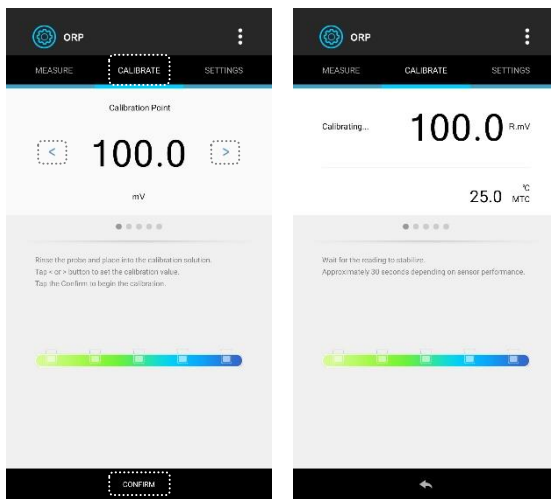 ORP
MEASURE CALIBRATE SETTINGS
Calibration Point
< 100.0 >
mV
Rinse the probe and place into the calibration solution.
Tap < or > button to set the calibration value.
Tap the Confirm to begin the calibration.
CONFIRM
ORP
MEASURE CALIBRATE SETTINGS
Calibrating... 100.0 R.mV
25.0 °C
MTC
Wait for the reading to stabilize.
Approximately 30 seconds depending on sensor performance.